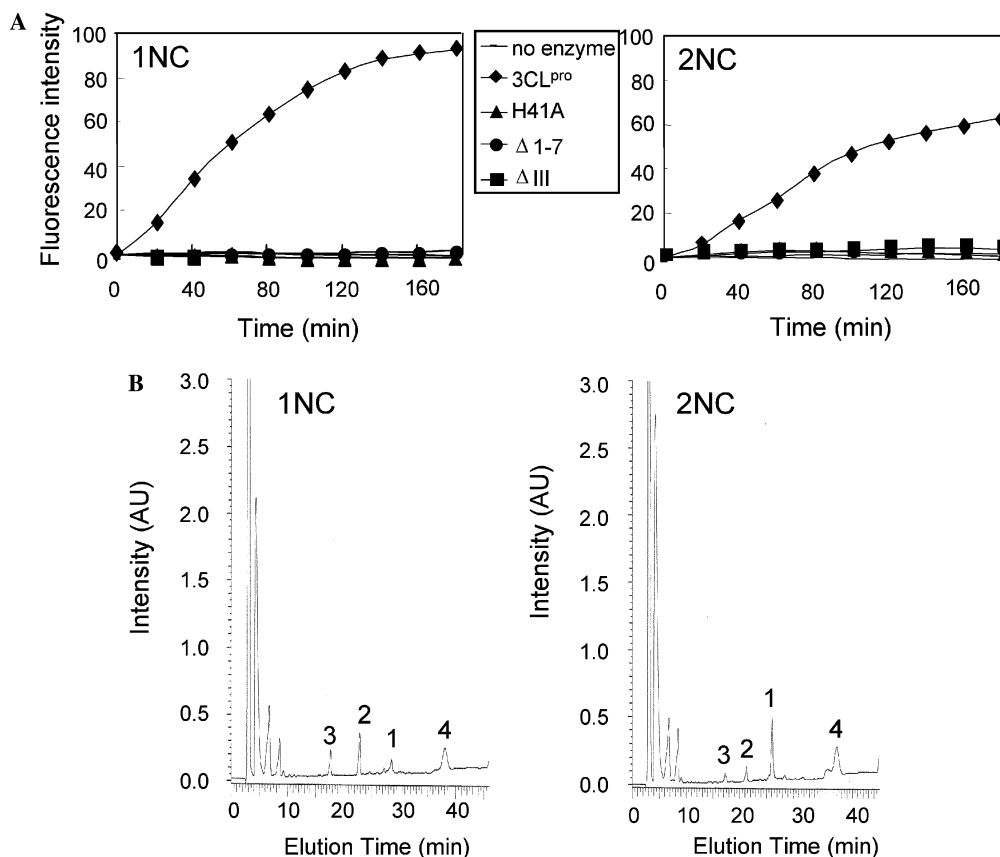 A
1NC
Fluorescence intensity
100
80
60
40
20
0
0 40 80 120 160
Time (min)
no enzyme
3CLpro
H41A
Δ 1-7
Δ III
2NC
100
80
60
40
20
0
0 40 80 120 160
Time (min)
B
1NC
Intensity (AU)
3.0
2.5
2.0
1.5
1.0
0.5
0.0
3 2 1 4
0 10 20 30 40
Elution Time (min)
2NC
Intensity (AU)
3.0
2.5
2.0
1.5
1.0
0.5
0.0
3 2 1 4
0 10 20 30 40
Elution Time (min)